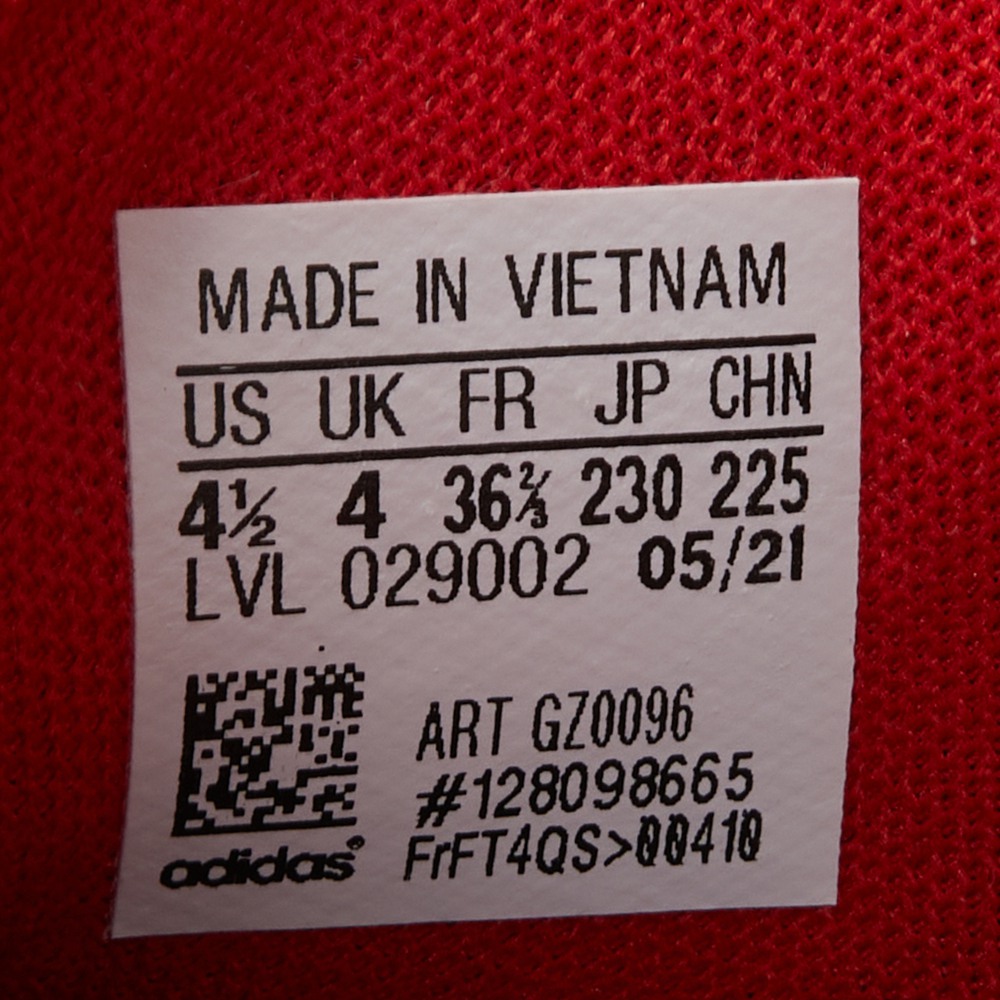 MADE IN VIETNAM
US UK FR JP CHN
4½ 4 36⅔ 230 225
LVL 029002 05/21
ART GZ0096
#128098665
FrFT4QS>00410
adidas®